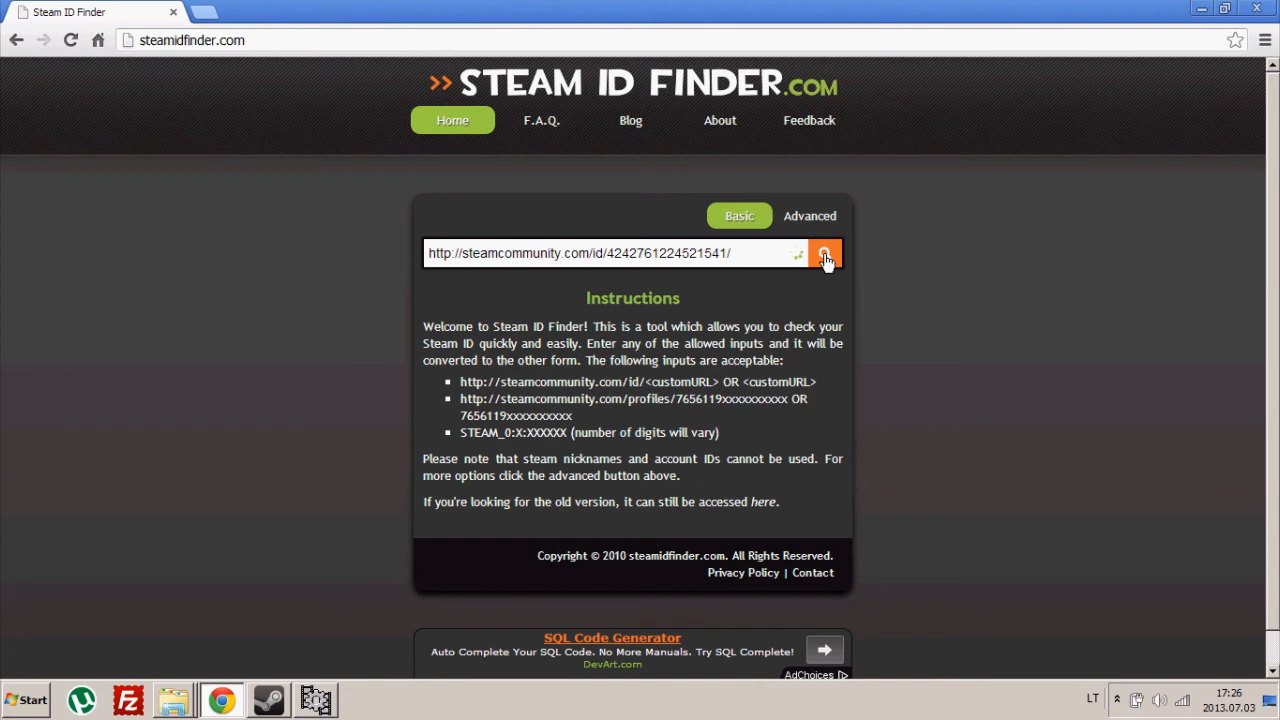 Steam ID Finder
steamidfinder.com
>> STEAM ID FINDER.COM
Home F.A.Q. Blog About Feedback
Basic Advanced
http://steamcommunity.com/id/4242761224521541/
Instructions
Welcome to Steam ID Finder! This is a tool which allows you to check your
Steam ID quickly and easily. Enter any of the allowed inputs and it will be
converted to the other form. The following inputs are acceptable:
http://steamcommunity.com/id/<customURL> OR <customURL>
http://steamcommunity.com/profiles/7656119xxxxxxxxxx OR
7656119xxxxxxxxxx
STEAM_0:X:XXXXXX (number of digits will vary)
Please note that steam nicknames and account IDs cannot be used. For
more options click the advanced button above.
If you're looking for the old version, it can still be accessed here.
Copyright © 2010 steamidfinder.com. All Rights Reserved.
Privacy Policy | Contact
SQL Code Generator
Auto Complete Your SQL Code. No More Manuals. Try SQL Complete!
DevArt.com
AdChoices
Start
LT
17:26
2013.07.03